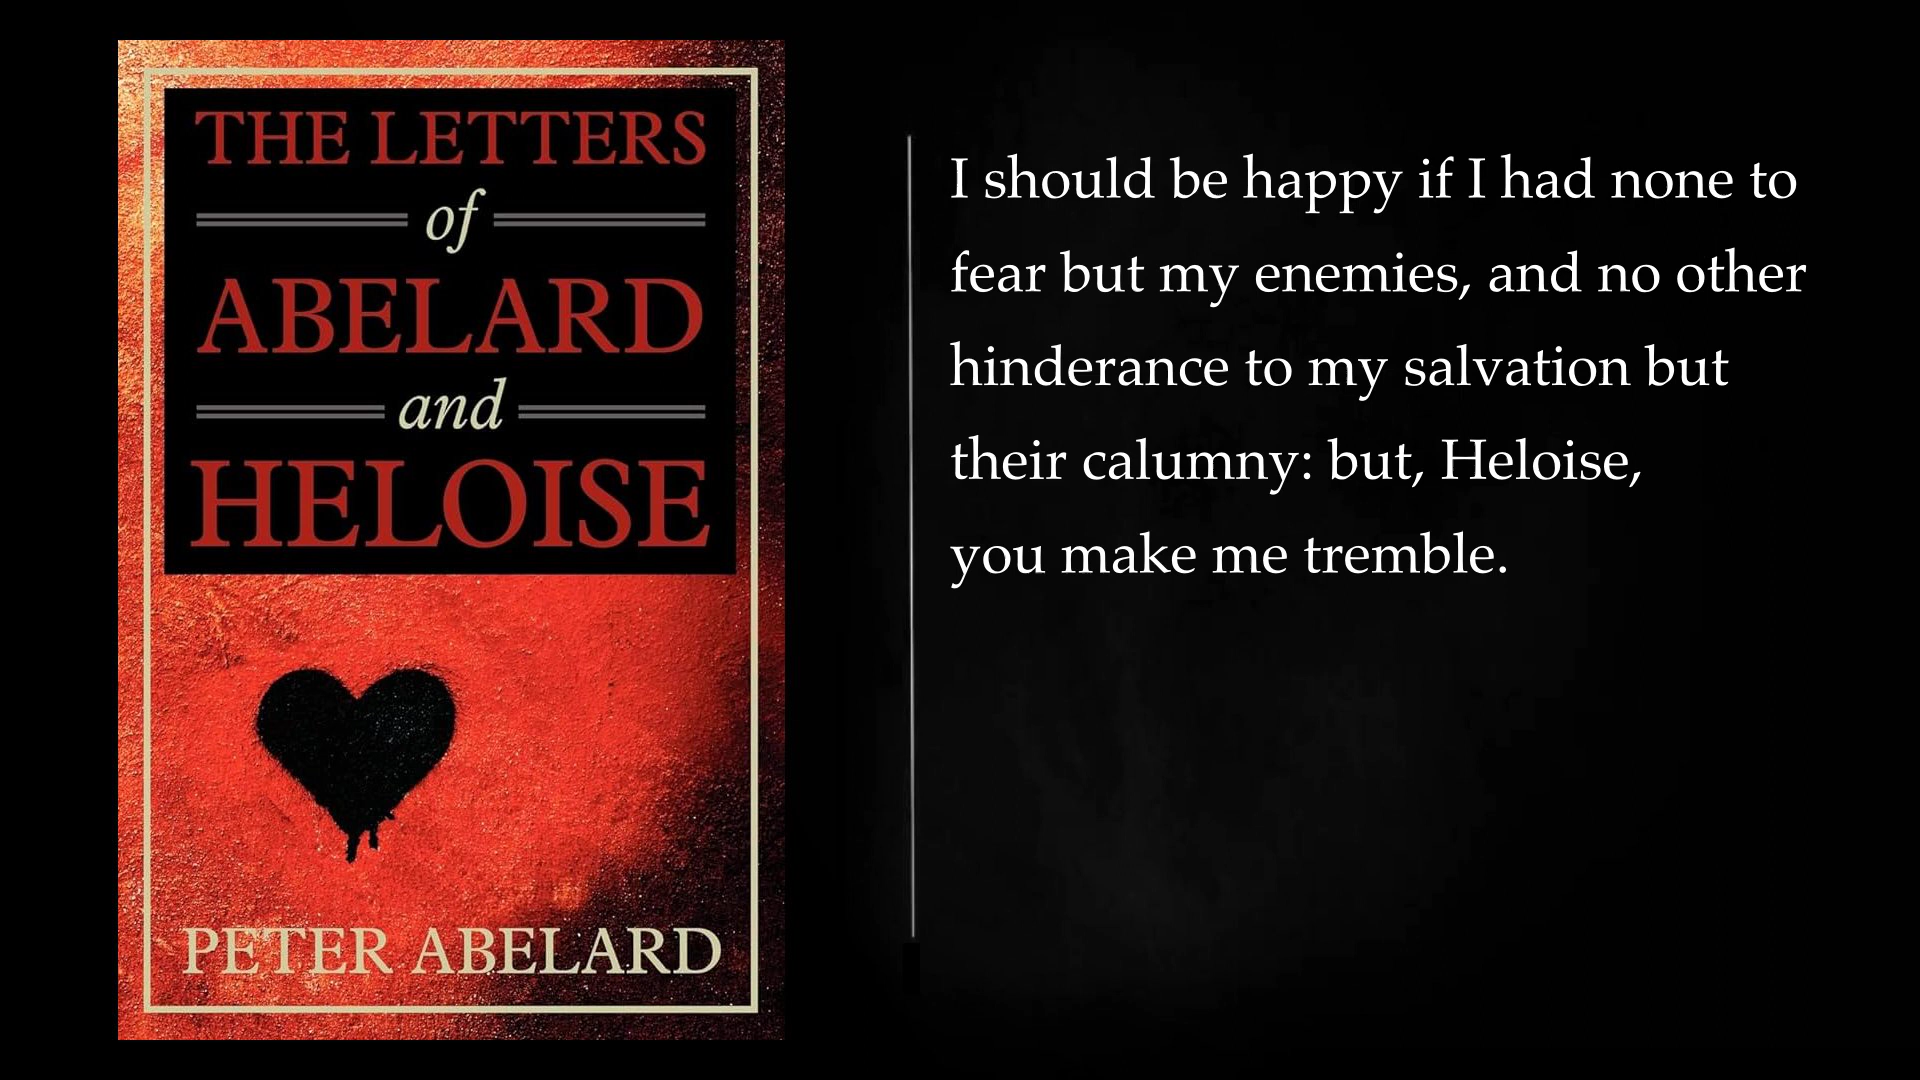 THE LETTERS
of
ABELARD
and
HELOISE
PETER ABELARD
I should be happy if I had none to
fear but my enemies, and no other
hinderance to my salvation but
their calumny: but, Heloise,
you make me tremble.